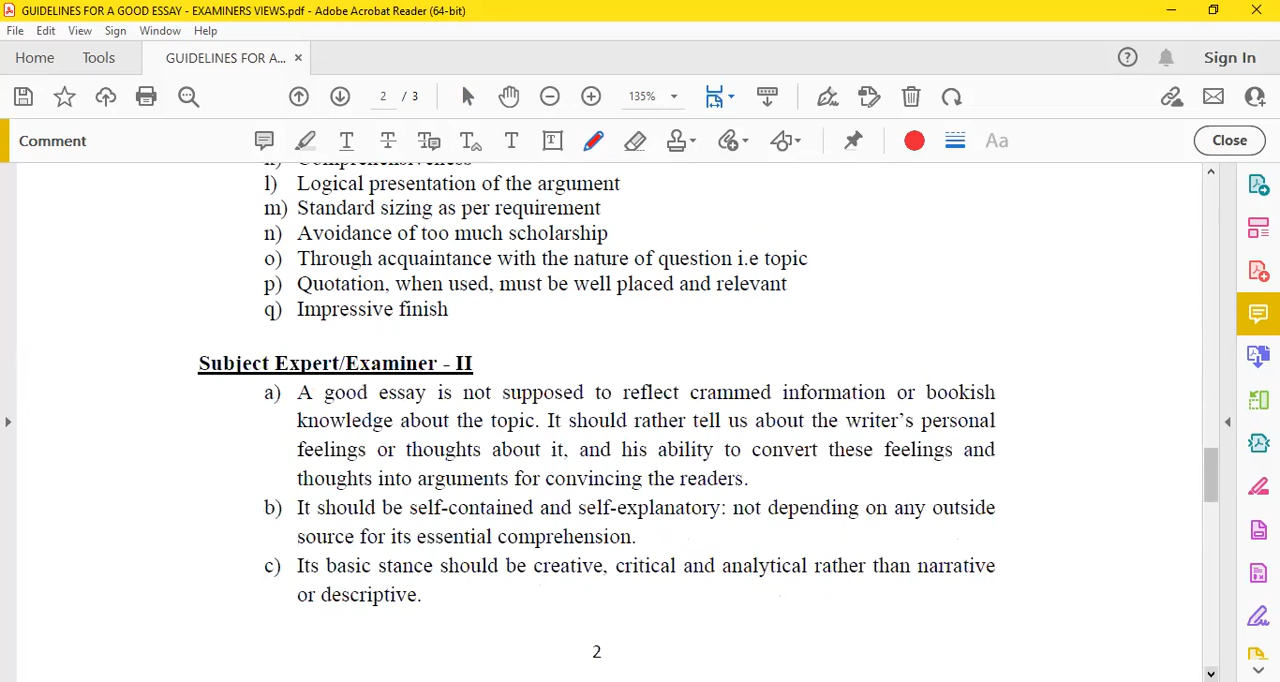 GUIDELINES FOR A GOOD ESSAY - EXAMINERS VIEWS.pdf - Adobe Acrobat Reader (64-bit)
File Edit View Sign Window Help
Home Tools GUIDELINES FOR A... × Sign In
2 / 3 135%
Comment Aa Close
k) Comprehensiveness
l) Logical presentation of the argument
m) Standard sizing as per requirement
n) Avoidance of too much scholarship
o) Through acquaintance with the nature of question i.e topic
p) Quotation, when used, must be well placed and relevant
q) Impressive finish
Subject Expert/Examiner - II
a) A good essay is not supposed to reflect crammed information or bookish
knowledge about the topic. It should rather tell us about the writer's personal
feelings or thoughts about it, and his ability to convert these feelings and
thoughts into arguments for convincing the readers.
b) It should be self-contained and self-explanatory: not depending on any outside
source for its essential comprehension.
c) Its basic stance should be creative, critical and analytical rather than narrative
or descriptive.
2